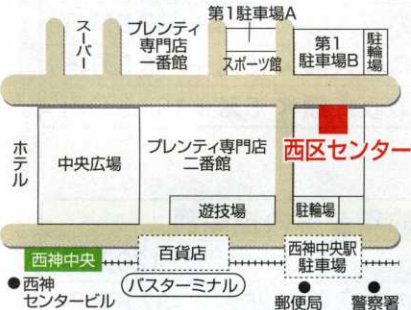 第1駐車場A
スーパー
プレンティ
専門店
一番館
スポーツ館
第1
駐車場B
駐輪場
ホテル
中央広場
プレンティ専門店
二番館
西区センター
遊技場
駐輪場
西神中央
百貨店
西神中央駅
駐車場
●西神
センタービル
バスターミナル
郵便局
警察署